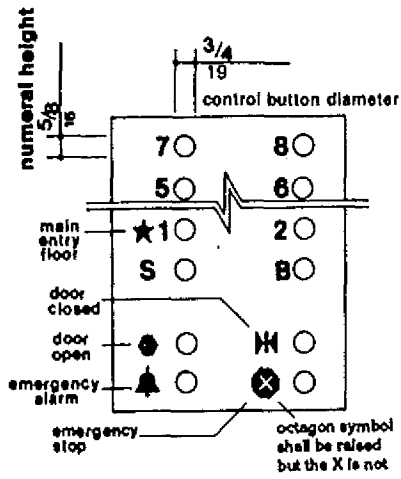 numeral height
5/8
16
3/4
19
control button diameter
7 8
5 6
main
entry
floor
1 2
S B
door
closed
door
open
emergency
alarm
X
emergency
stop
octagon symbol
shall be raised
but the X is not